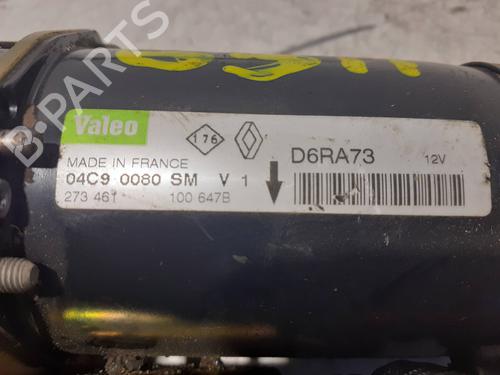 B-PARTS
Valeo
176
D6RA73
12V
MADE IN FRANCE
04C9 0080 SM V 1
273 461 100 647B